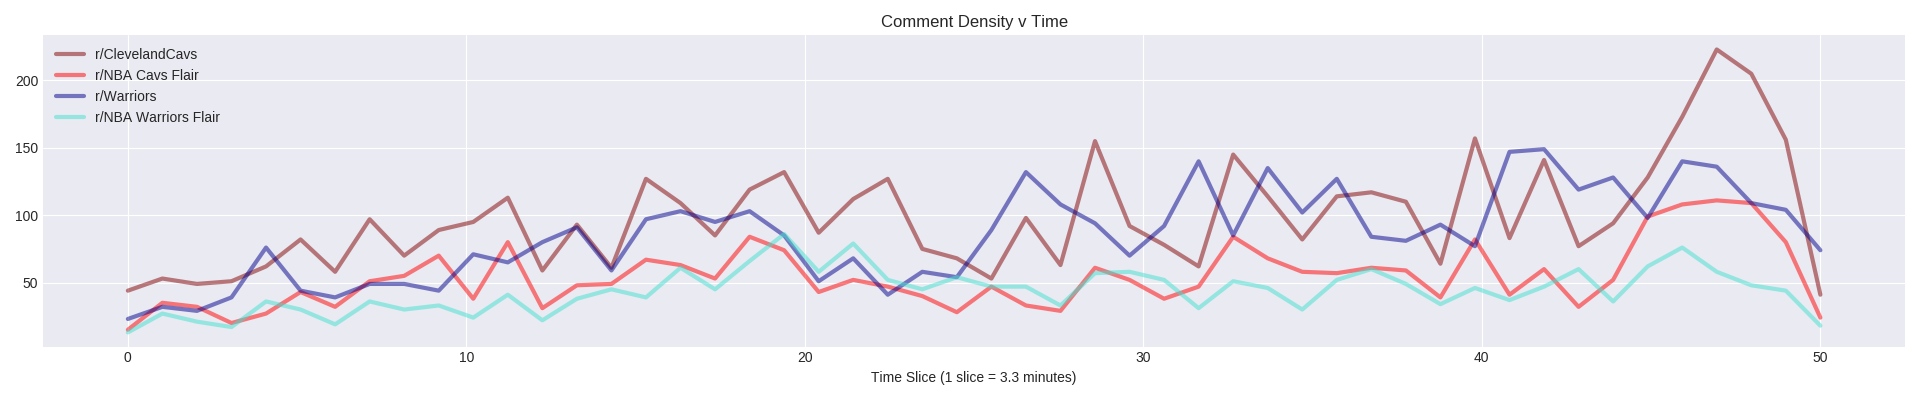 Comment Density v Time
r/ClevelandCavs
r/NBA Cavs Flair
r/Warriors
r/NBA Warriors Flair
200
150
100
50
0 10 20 30 40 50
Time Slice (1 slice = 3.3 minutes)